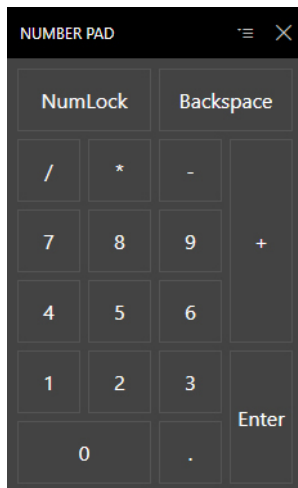 NUMBER PAD
NumLock Backspace
/ * -
7 8 9 +
4 5 6
1 2 3
Enter
0 .